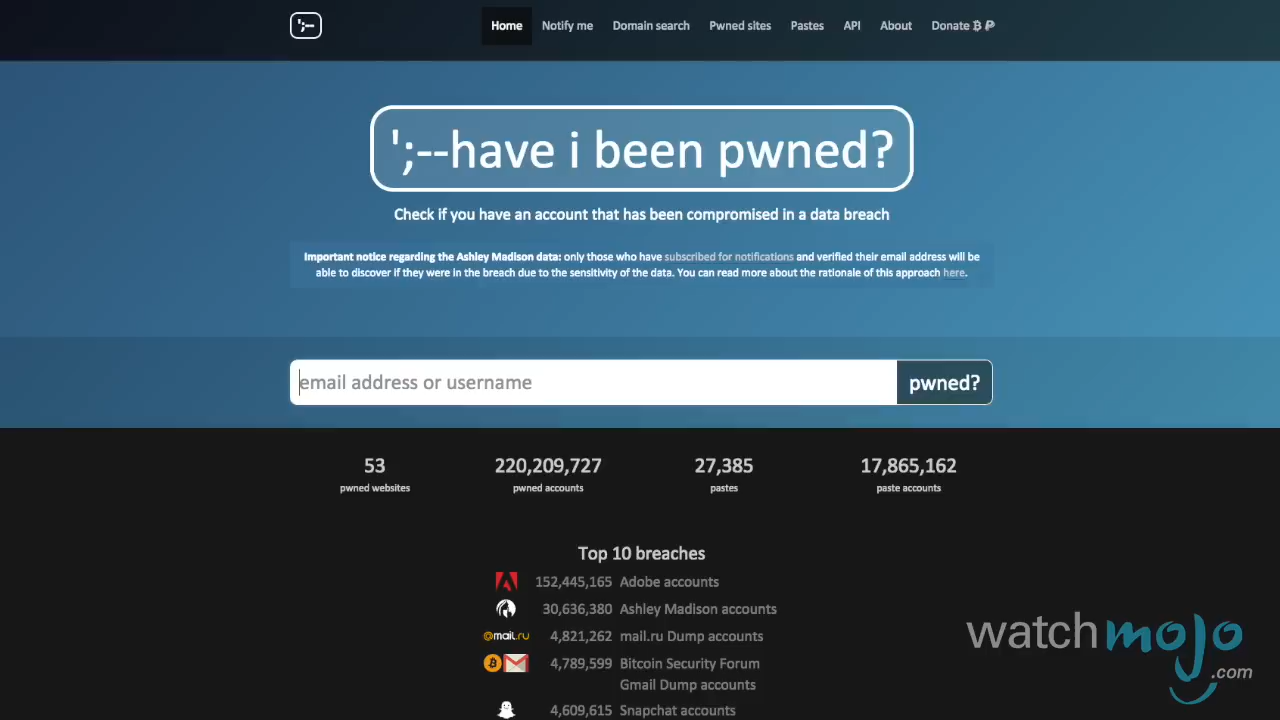 ';--
Home
Notify me
Domain search
Pwned sites
Pastes
API
About
Donate
';--have i been pwned?
Check if you have an account that has been compromised in a data breach
Important notice regarding the Ashley Madison data: only those who have subscribed for notifications and verified their email address will be
able to discover if they were in the breach due to the sensitivity of the data. You can read more about the rationale of this approach here.
email address or username
pwned?
53
pwned websites
220,209,727
pwned accounts
27,385
pastes
17,865,162
paste accounts
Top 10 breaches
152,445,165 Adobe accounts
30,636,380 Ashley Madison accounts
@mail.ru 4,821,262 mail.ru Dump accounts
4,789,599 Bitcoin Security Forum
Gmail Dump accounts
4,609,615 Snapchat accounts
watchmojo
.com